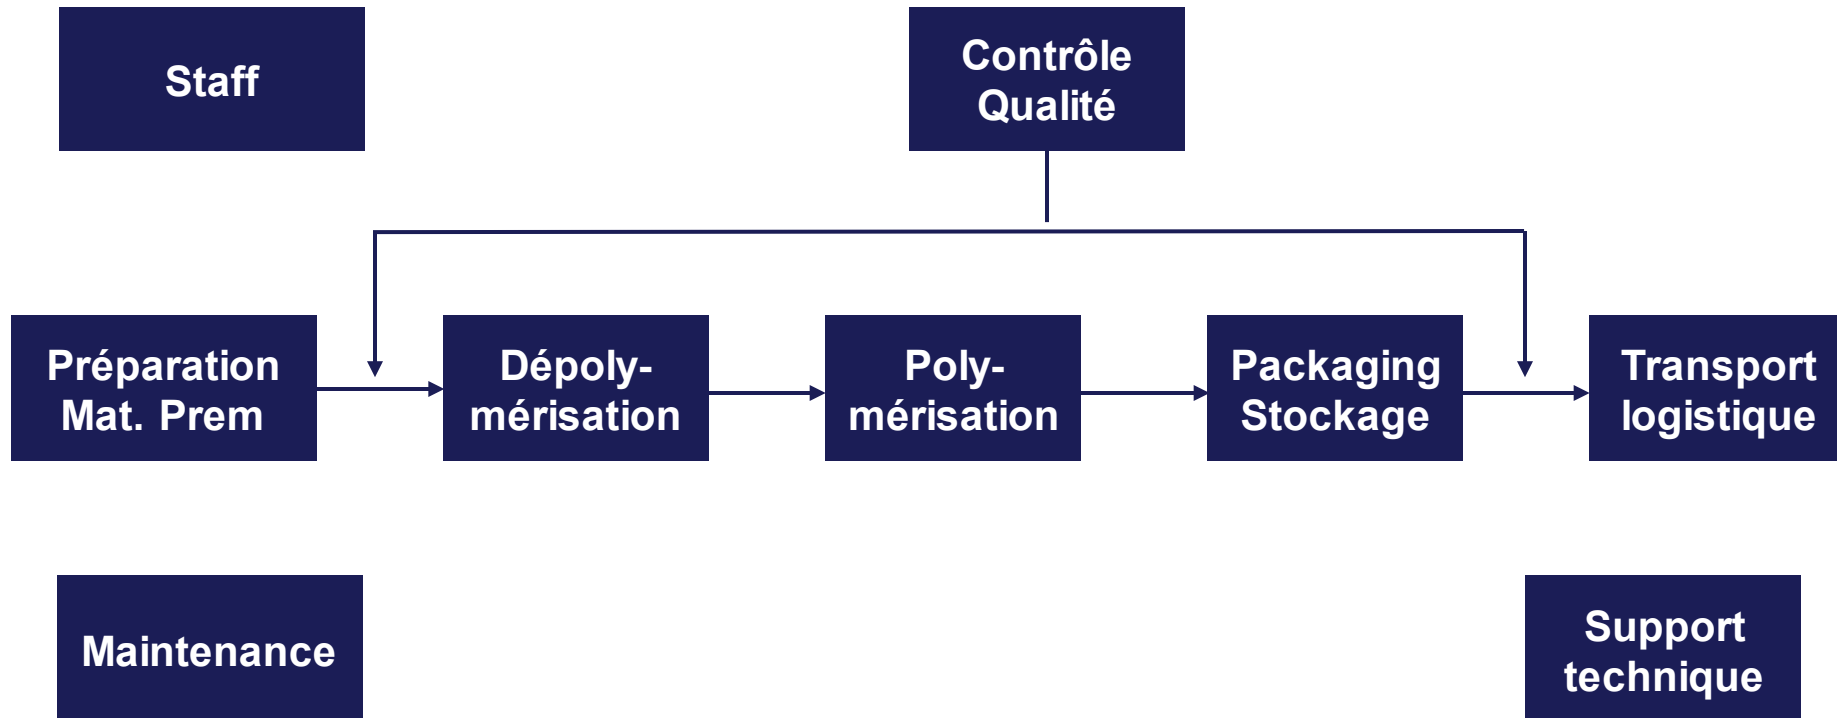 Staff
Contrôle
Qualité
Préparation
Mat. Prem
Dépoly-
mérisation
Poly-
mérisation
Packaging
Stockage
Transport
logistique
Maintenance
Support
technique